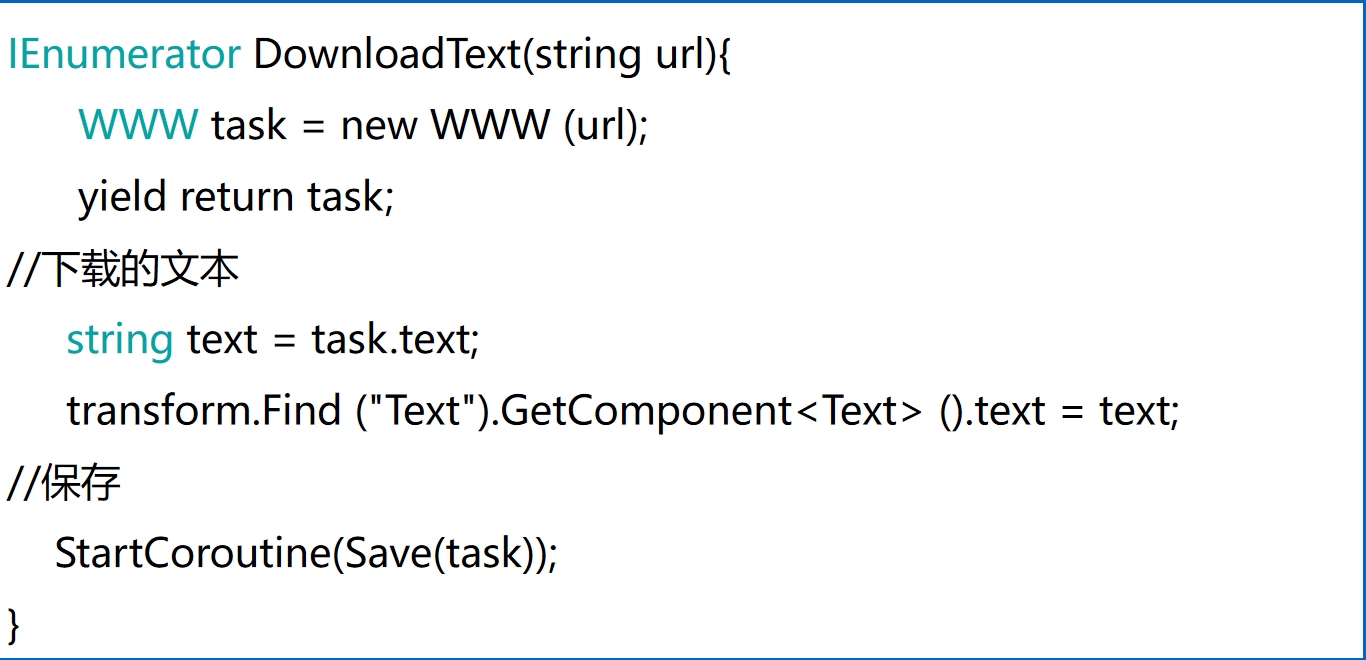 IEnumerator DownloadText(string url){
WWW task = new WWW (url);
yield return task;
//下载的文本
string text = task.text;
transform.Find ("Text").GetComponent<Text> ().text = text;
//保存
StartCoroutine(Save(task));
}